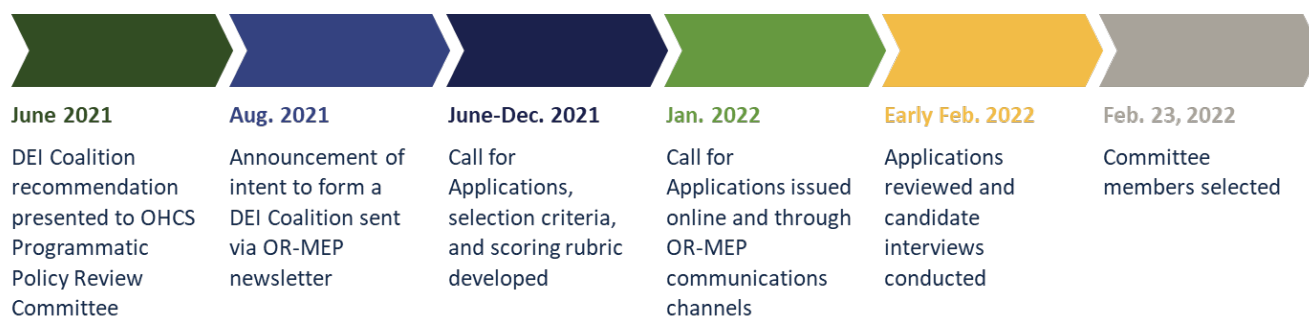 June 2021
DEI Coalition
recommendation
presented to OHCS
Programmatic
Policy Review
Committee
Aug. 2021
Announcement of
intent to form a
DEI Coalition sent
via OR-MEP
newsletter
June-Dec. 2021
Call for
Applications,
selection criteria,
and scoring rubric
developed
Jan. 2022
Call for
Applications issued
online and through
OR-MEP
communications
channels
Early Feb. 2022
Applications
reviewed and
candidate
interviews
conducted
Feb. 23, 2022
Committee
members selected